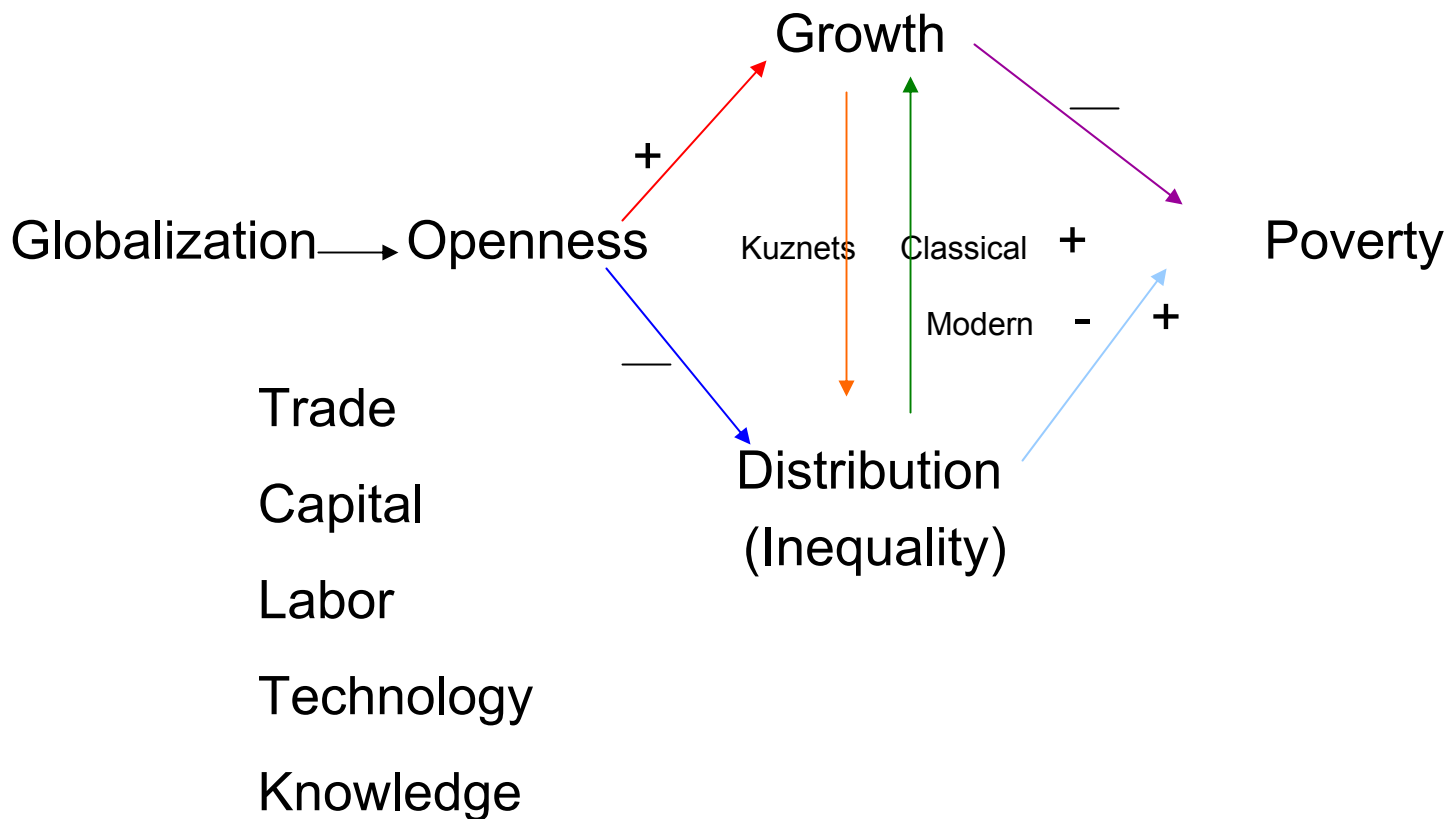 Growth
—
+
Globalization Openness Kuznets Classical + Poverty
Modern - +
—
Trade
Distribution
Capital
(Inequality)
Labor
Technology
Knowledge